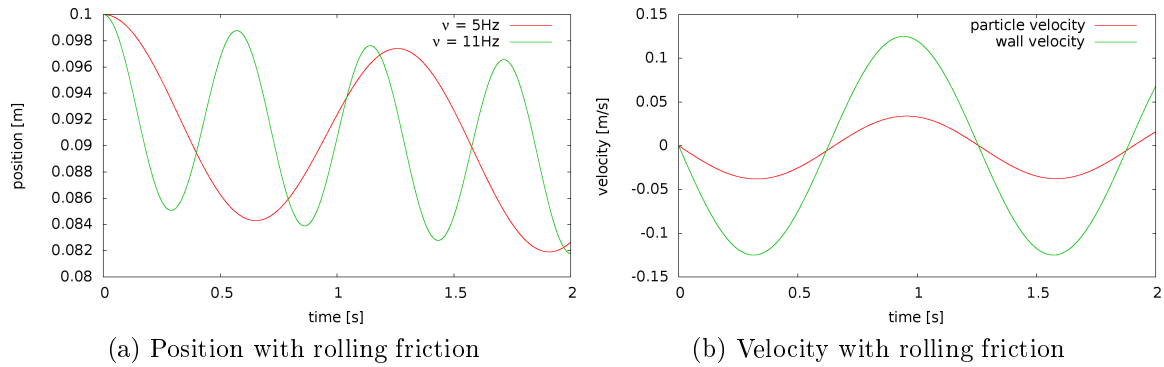 0.1
0.098
0.096
0.094
0.092
0.09
0.088
0.086
0.084
0.082
0.08
position [m]
ν = 5Hz
ν = 11Hz
0 0.5 1 1.5 2
time [s]
(a) Position with rolling friction
0.15
0.1
0.05
0
-0.05
-0.1
-0.15
velocity [m/s]
particle velocity
wall velocity
0 0.5 1 1.5 2
time [s]
(b) Velocity with rolling friction